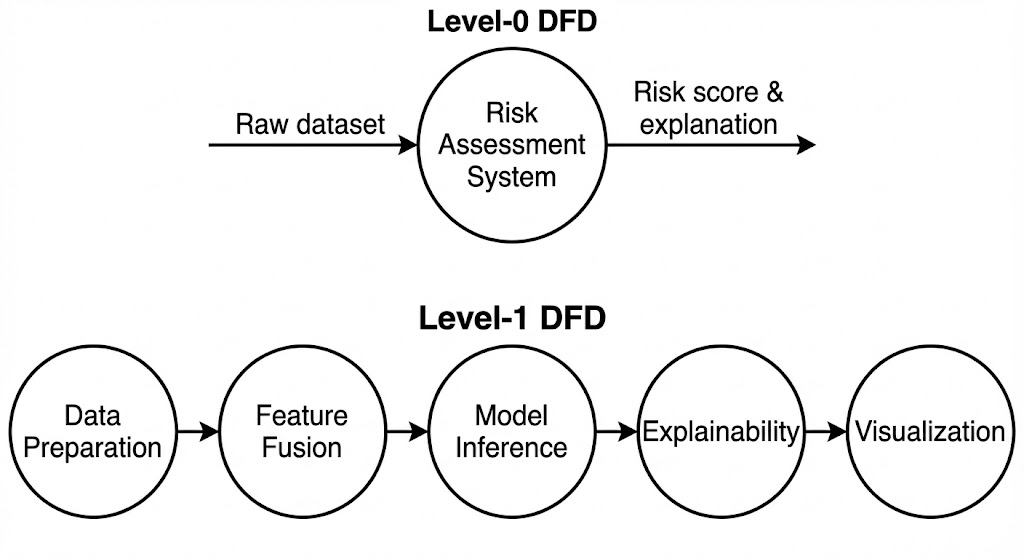 Level-0 DFD
Raw dataset
Risk
Assessment
System
Risk score &
explanation
Level-1 DFD
Data
Preparation
Feature
Fusion
Model
Inference
Explainability
Visualization